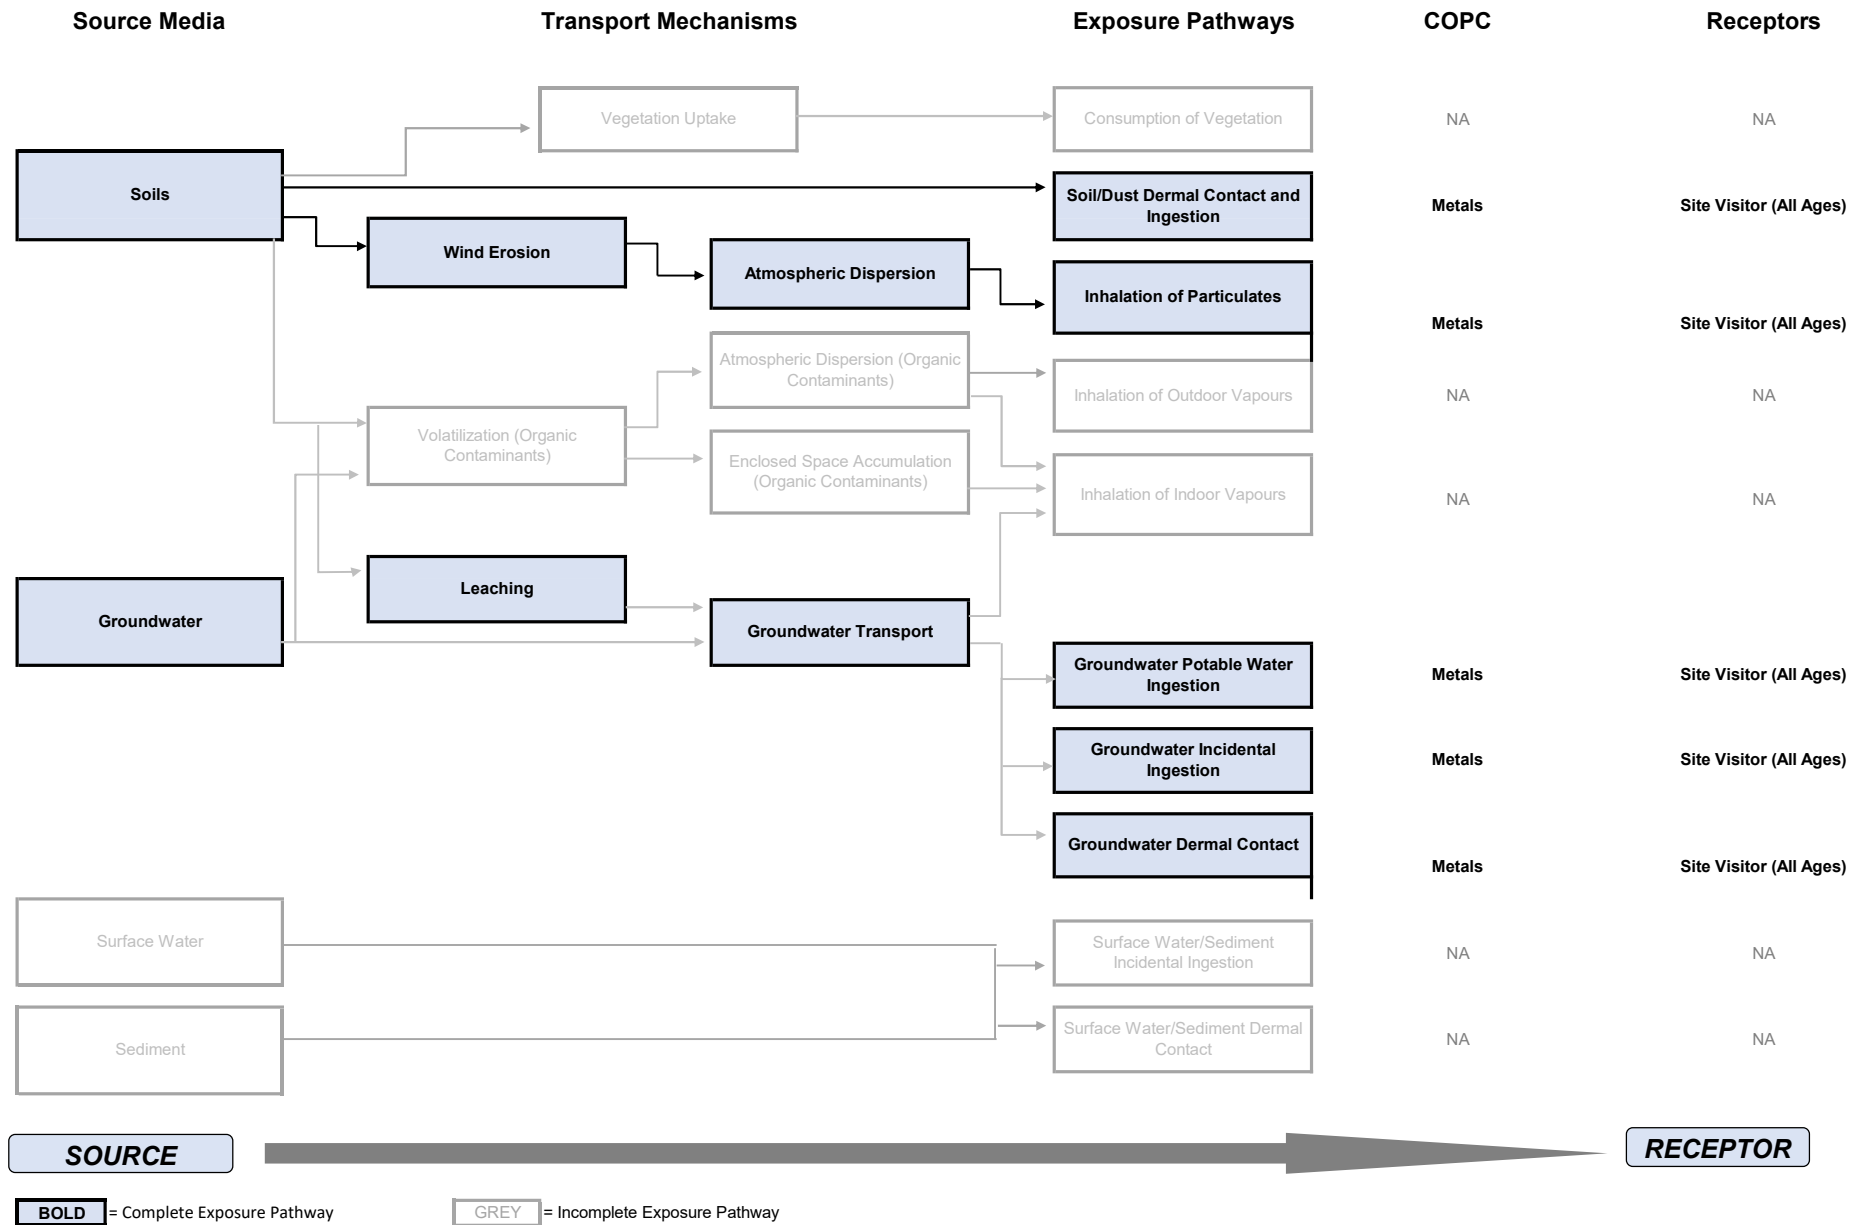 Source Media
Transport Mechanisms
Exposure Pathways
COPC
Receptors
Vegetation Uptake
Consumption of Vegetation
NA
NA
Soils
Soil/Dust Dermal Contact and
Ingestion
Metals
Site Visitor (All Ages)
Wind Erosion
Atmospheric Dispersion
Inhalation of Particulates
Metals
Site Visitor (All Ages)
Atmospheric Dispersion (Organic
Contaminants)
Inhalation of Outdoor Vapours
NA
NA
Volatilization (Organic
Contaminants)
Enclosed Space Accumulation
(Organic Contaminants)
Inhalation of Indoor Vapours
NA
NA
Leaching
Groundwater
Groundwater Transport
Groundwater Potable Water
Ingestion
Metals
Site Visitor (All Ages)
Groundwater Incidental
Ingestion
Metals
Site Visitor (All Ages)
Groundwater Dermal Contact
Metals
Site Visitor (All Ages)
Surface Water
Surface Water/Sediment
Incidental Ingestion
NA
NA
Sediment
Surface Water/Sediment Dermal
Contact
NA
NA
SOURCE
RECEPTOR
BOLD = Complete Exposure Pathway
GREY = Incomplete Exposure Pathway